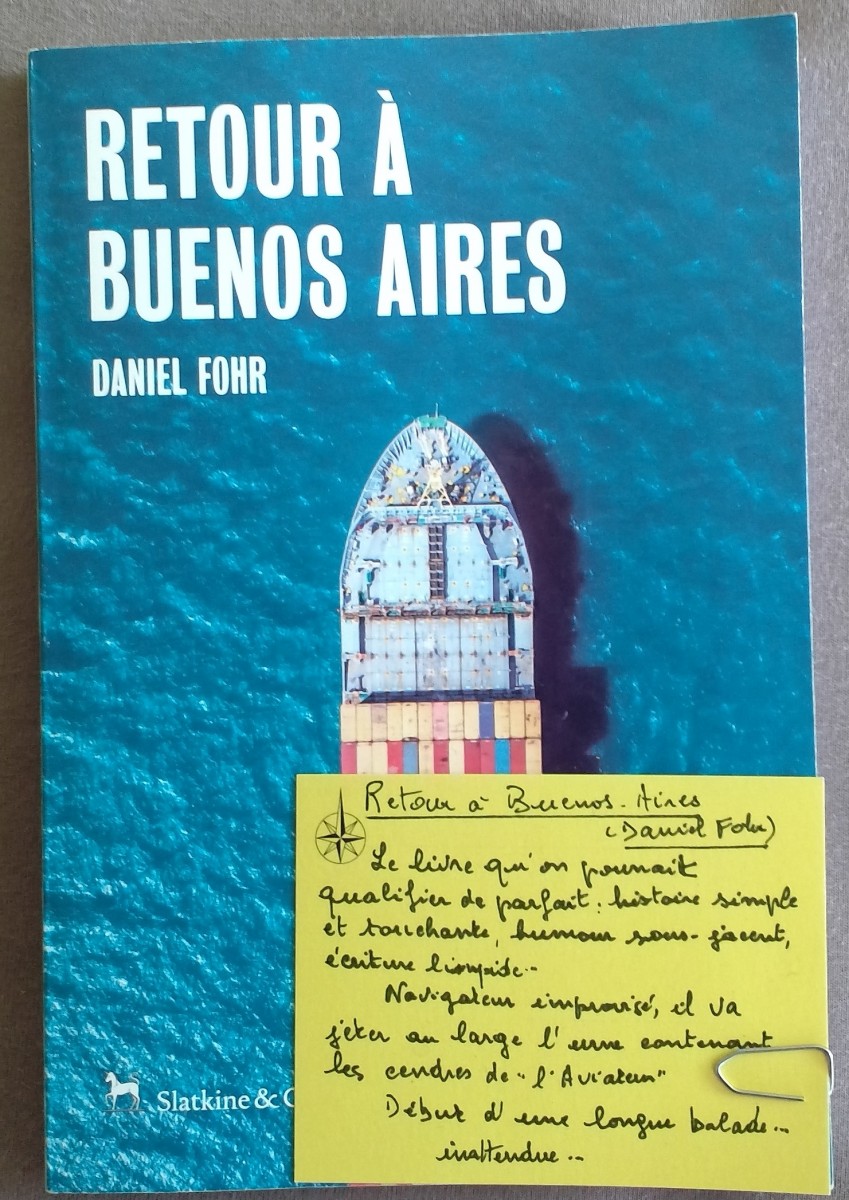 RETOUR À
BUENOS AIRES
DANIEL FOHR
Slatkine & C
Retour à Buenos-Aires
(Daniel Fohr)
Le livre qu'on pourrait
qualifier de parfait : histoire simple
et touchante, humour sous-jacent,
écriture limpide..
Navigateur improvisé, il va
jeter au large l'urne contenant
les cendres de "l'Aviateur"
Début d'une longue balade...
inattendue..